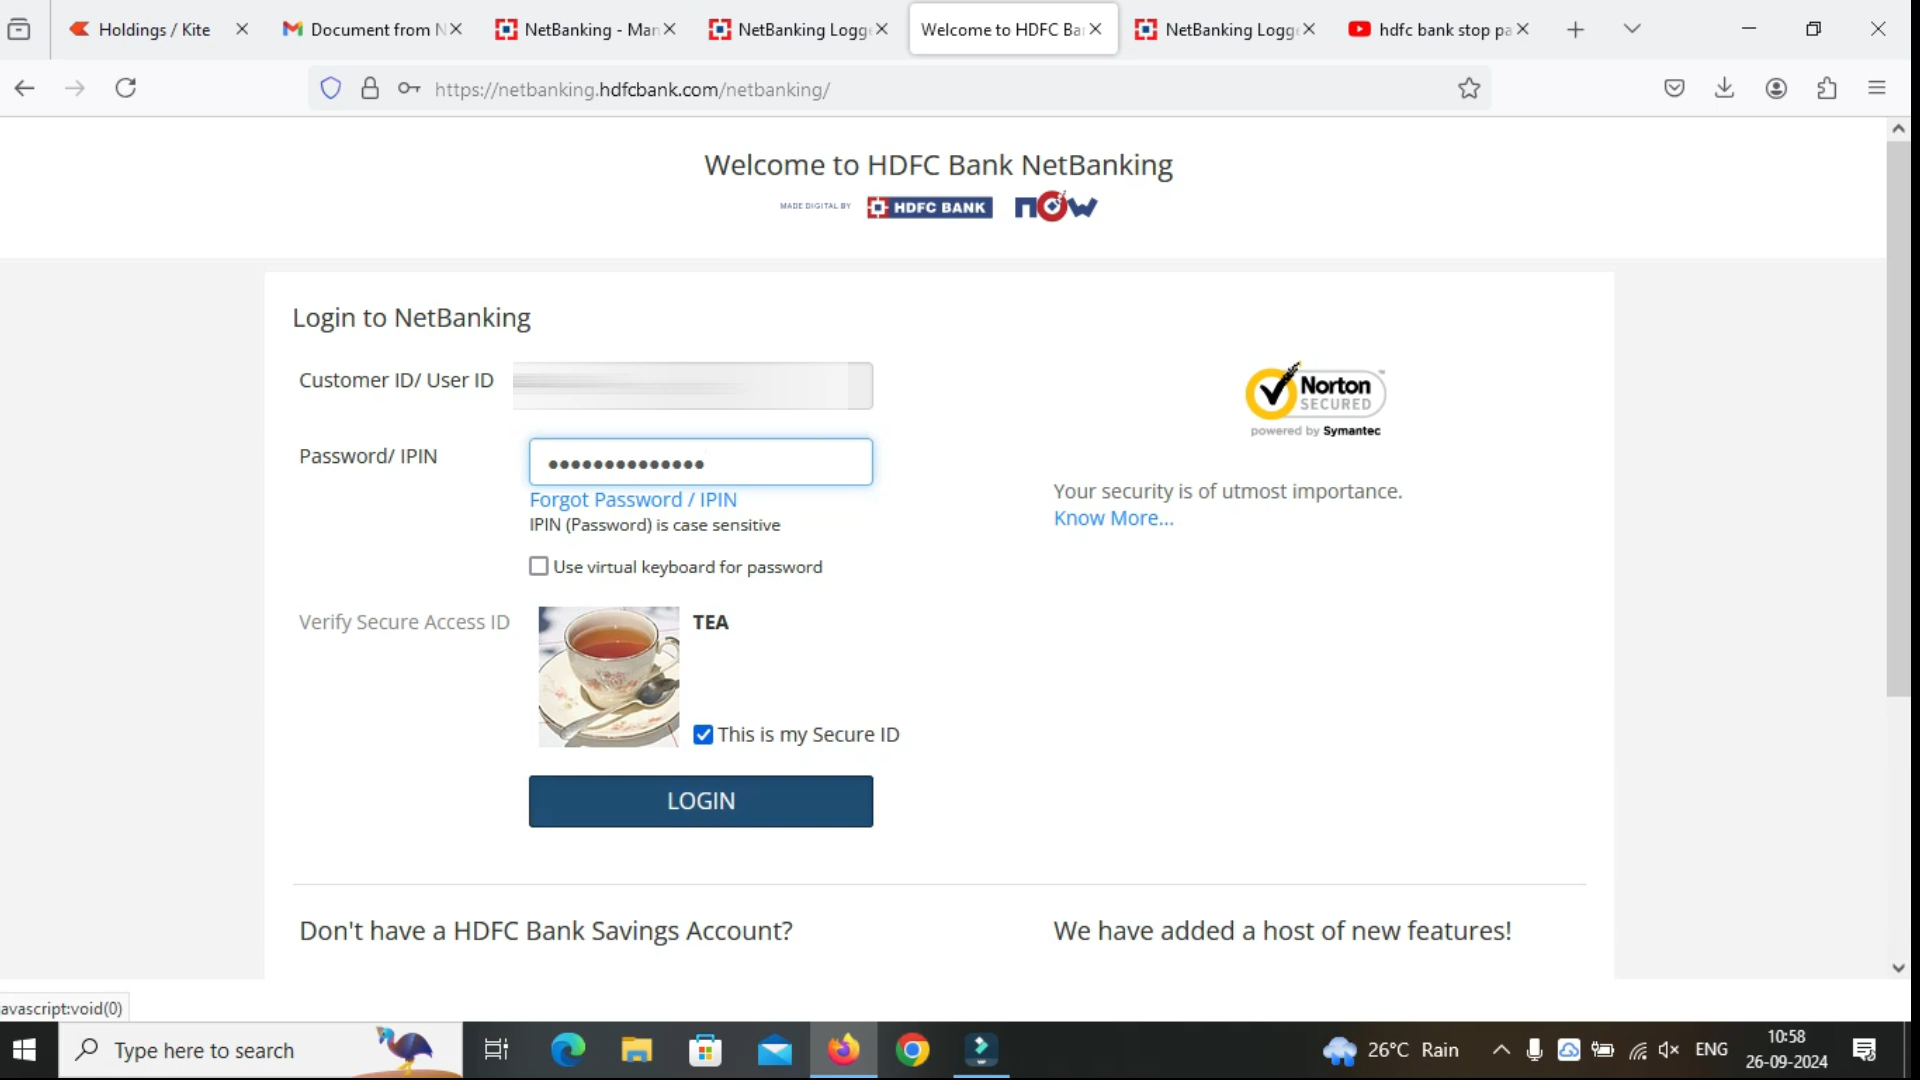 Holdings / Kite
Document from N
NetBanking - Man
NetBanking Logge
Welcome to HDFC Ba
NetBanking Logge
hdfc bank stop pa
https://netbanking.hdfcbank.com/netbanking/
Welcome to HDFC Bank NetBanking
MADE DIGITAL BY
HDFC BANK
now
Login to NetBanking
Customer ID/ User ID
Password/ IPIN
Forgot Password / IPIN
IPIN (Password) is case sensitive
Use virtual keyboard for password
Verify Secure Access ID
TEA
This is my Secure ID
LOGIN
Norton
SECURED
powered by Symantec
Your security is of utmost importance.
Know More...
Don't have a HDFC Bank Savings Account?
We have added a host of new features!
avascript:void(0)
Type here to search
26°C Rain
ENG
10:58
26-09-2024